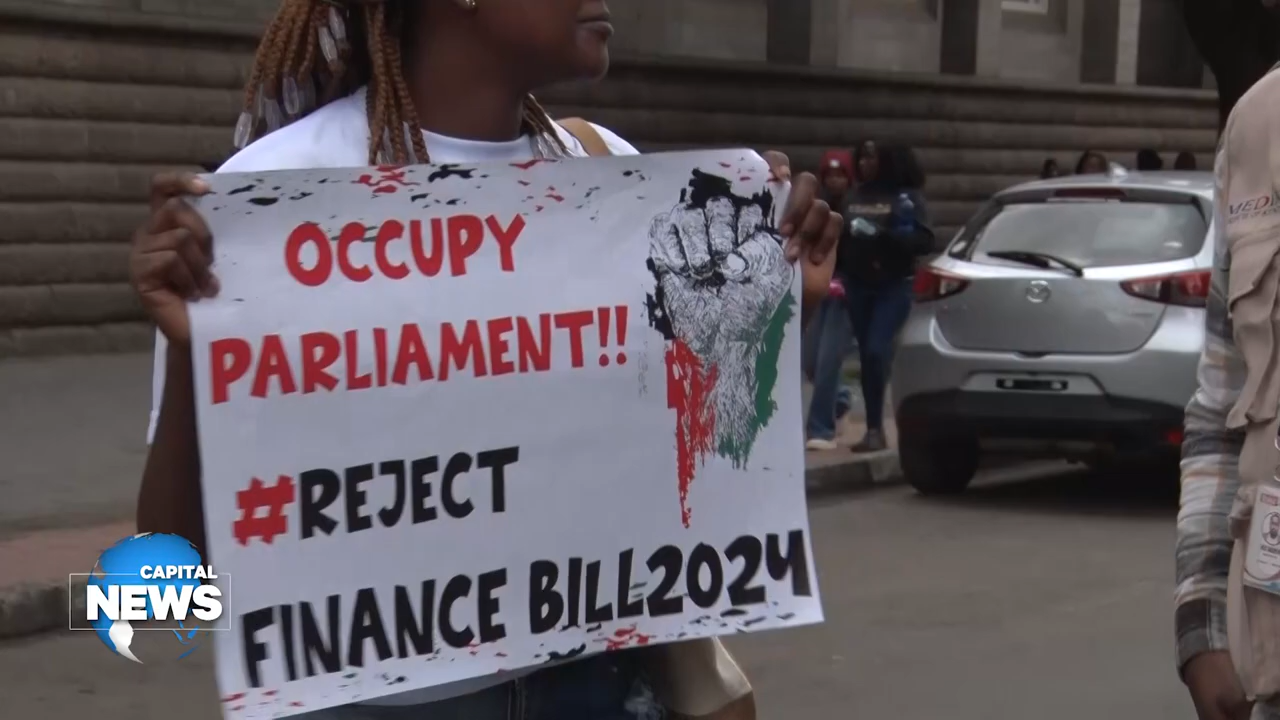 OCCUPY
PARLIAMENT!!
#REJECT
FINANCE BILL2024
CAPITAL
NEWS